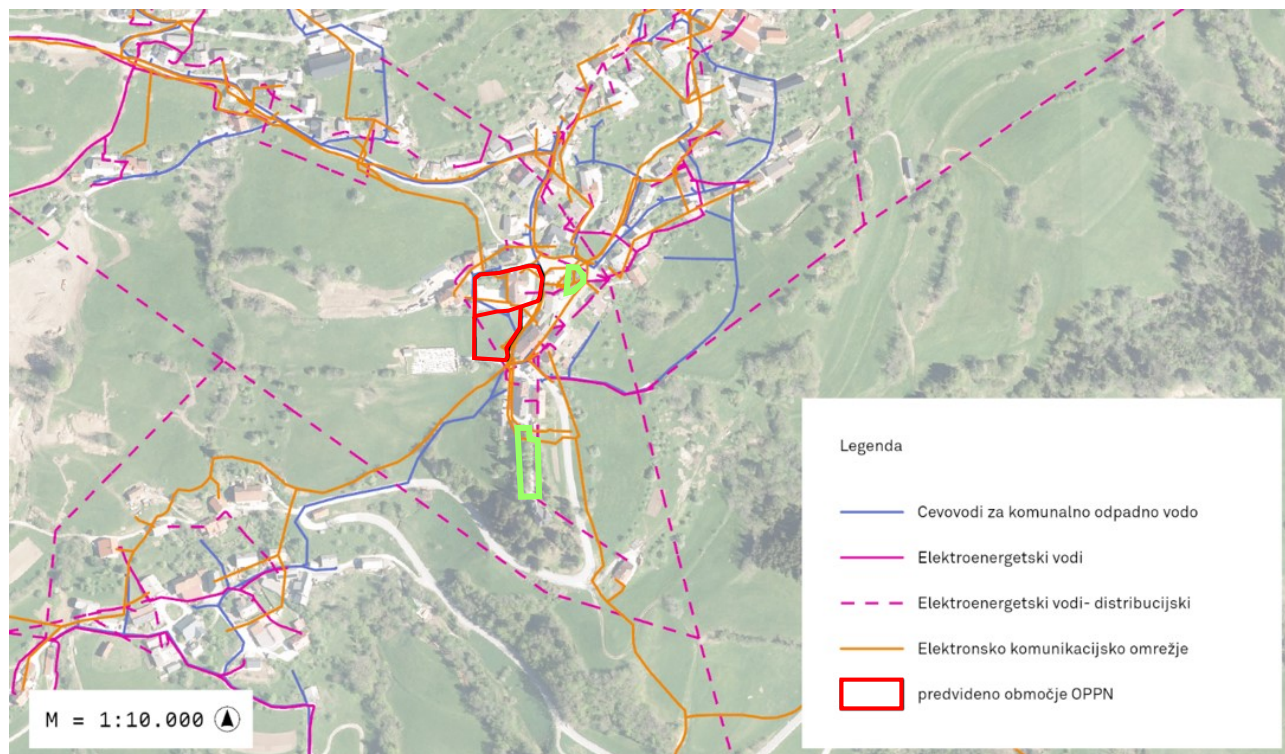 Legenda
Cevovodi za komunalno odpadno vodo
Elektroenergetski vodi
Elektroenergetski vodi- distribucijski
Elektronsko komunikacijsko omrežje
predvideno območje OPPN
M = 1:10.000